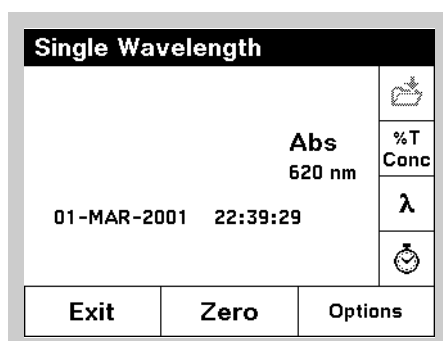 Single Wavelength
%T
Conc
Abs
620 nm
λ
01-MAR-2001 22:39:29
Exit Zero Options